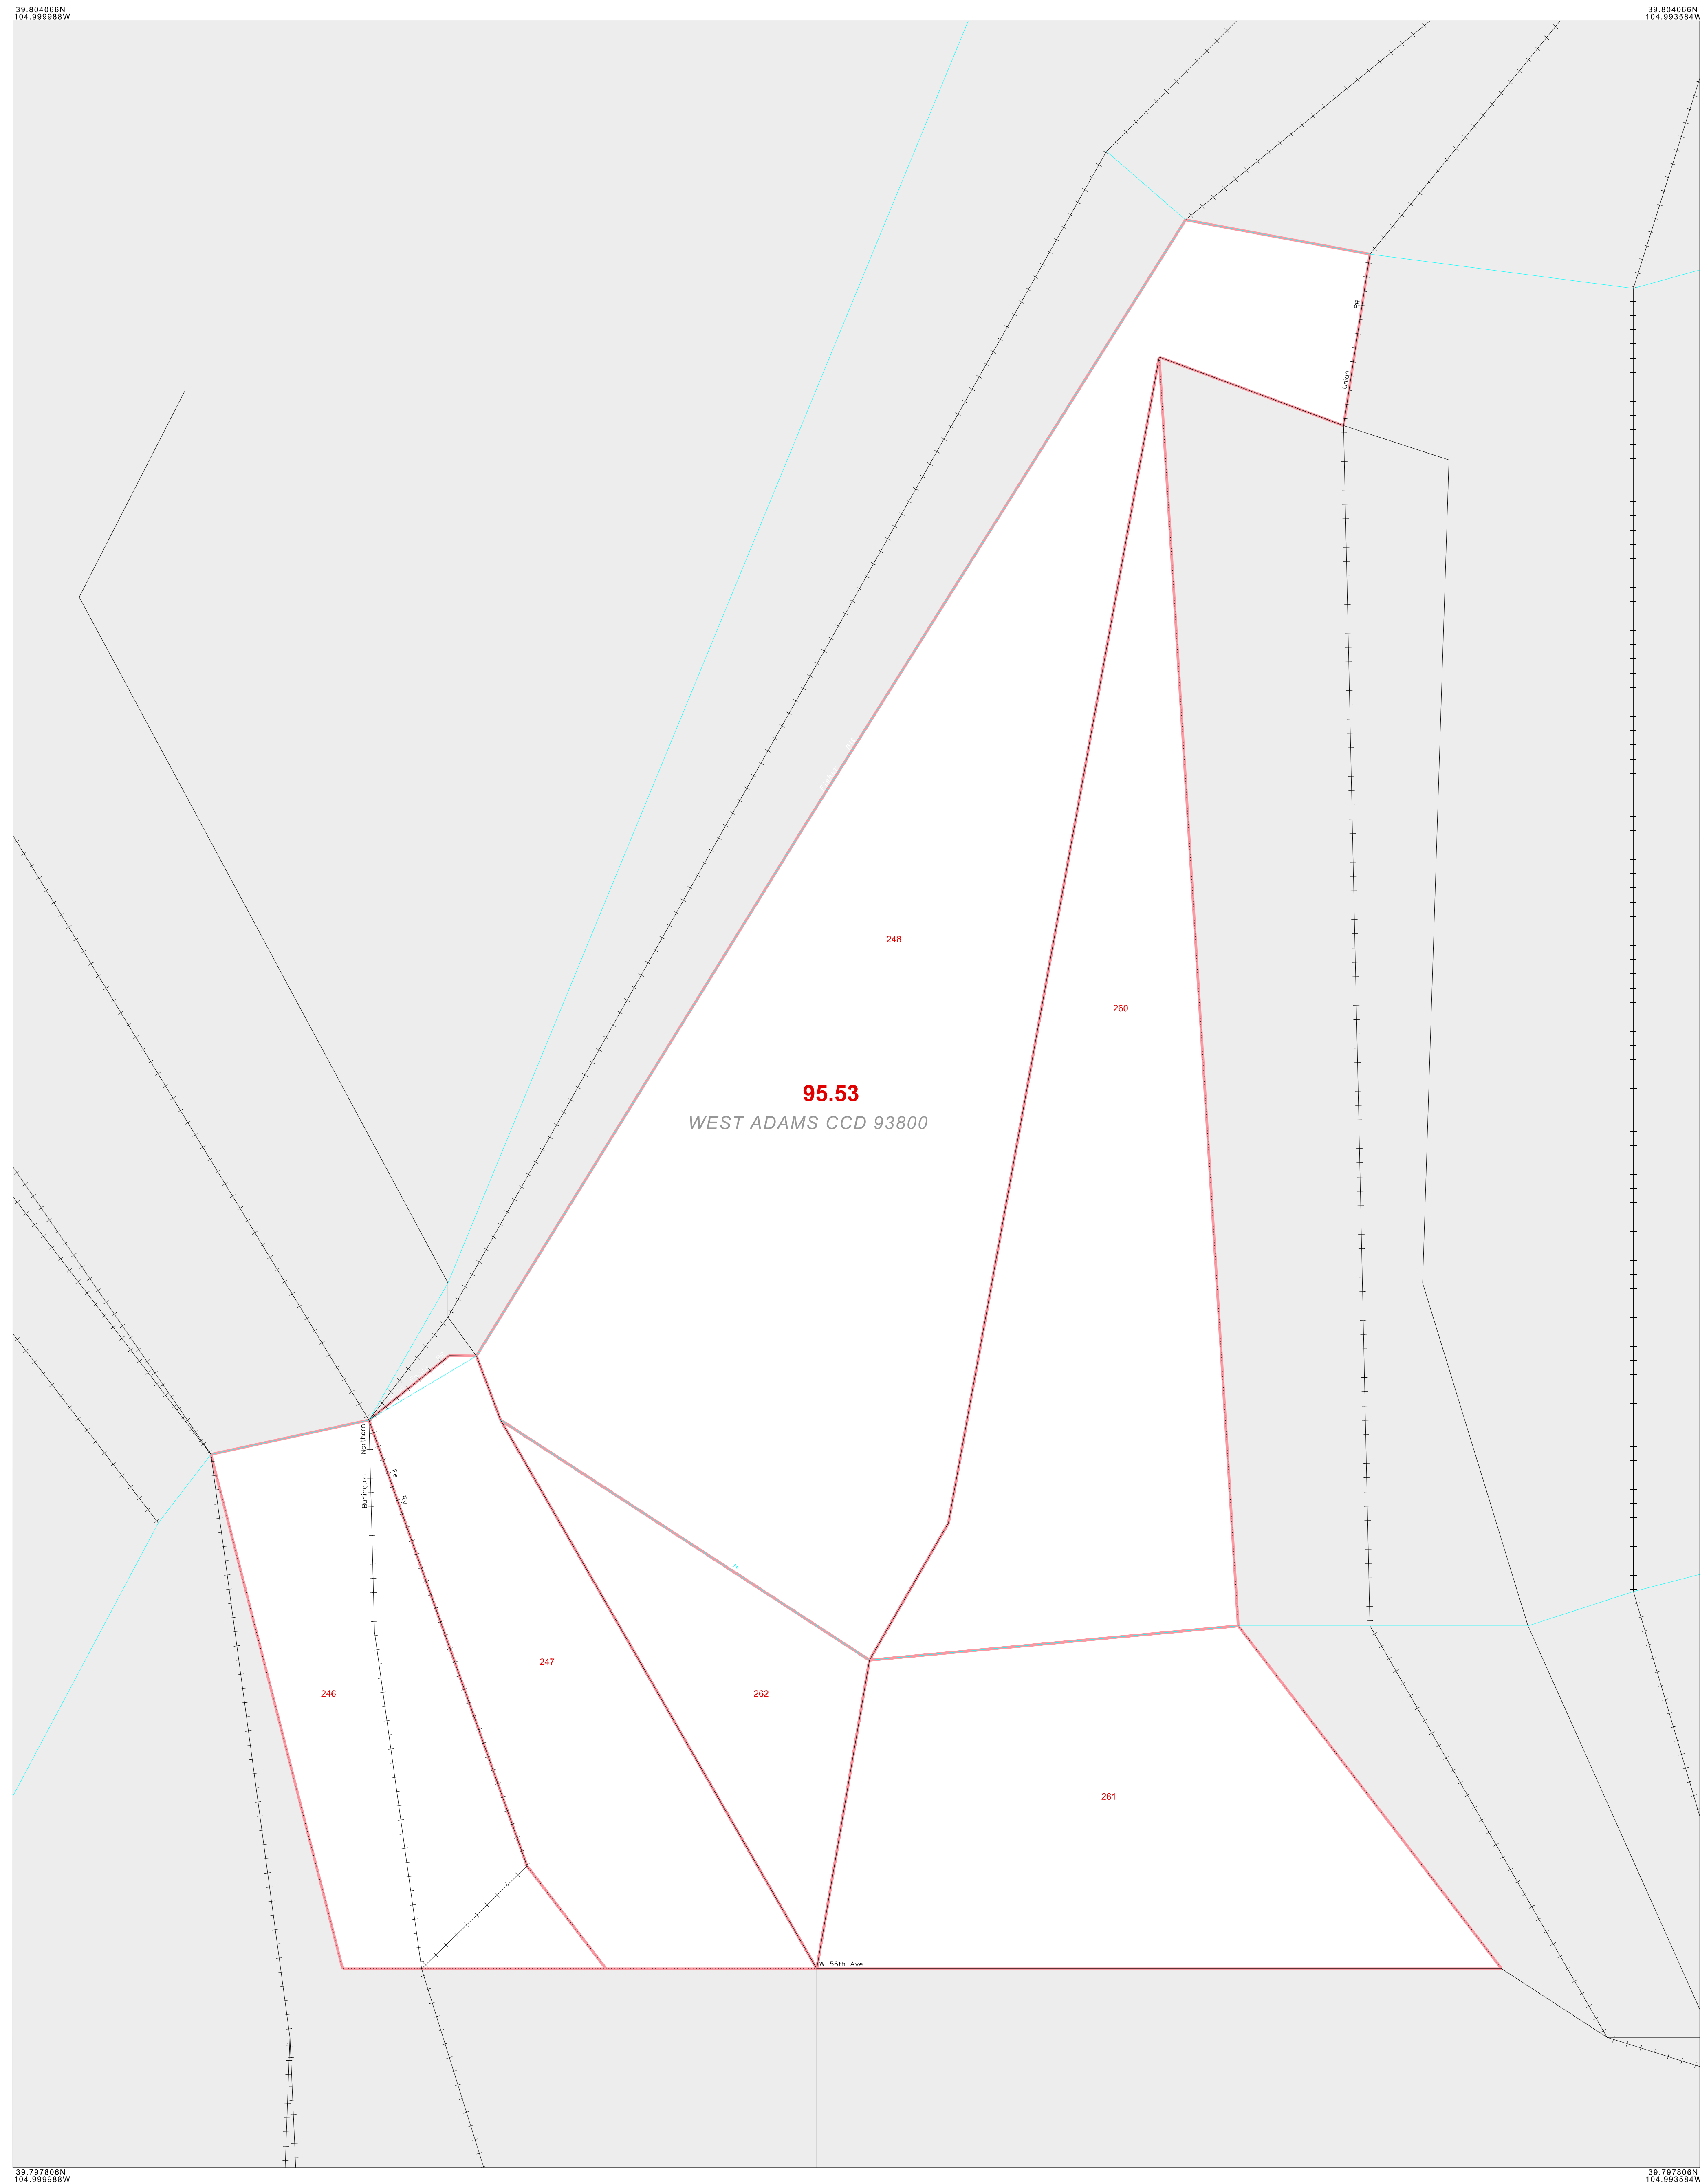 39.804066N
104.999988W
39.804066N
104.993584W
RR
Union
248
260
95.53
WEST ADAMS CCD 93800
Northern
Burlington
Fe
RY
246
247
262
261
W 56th Ave
39.797806N
104.999988W
39.797806N
104.993584W